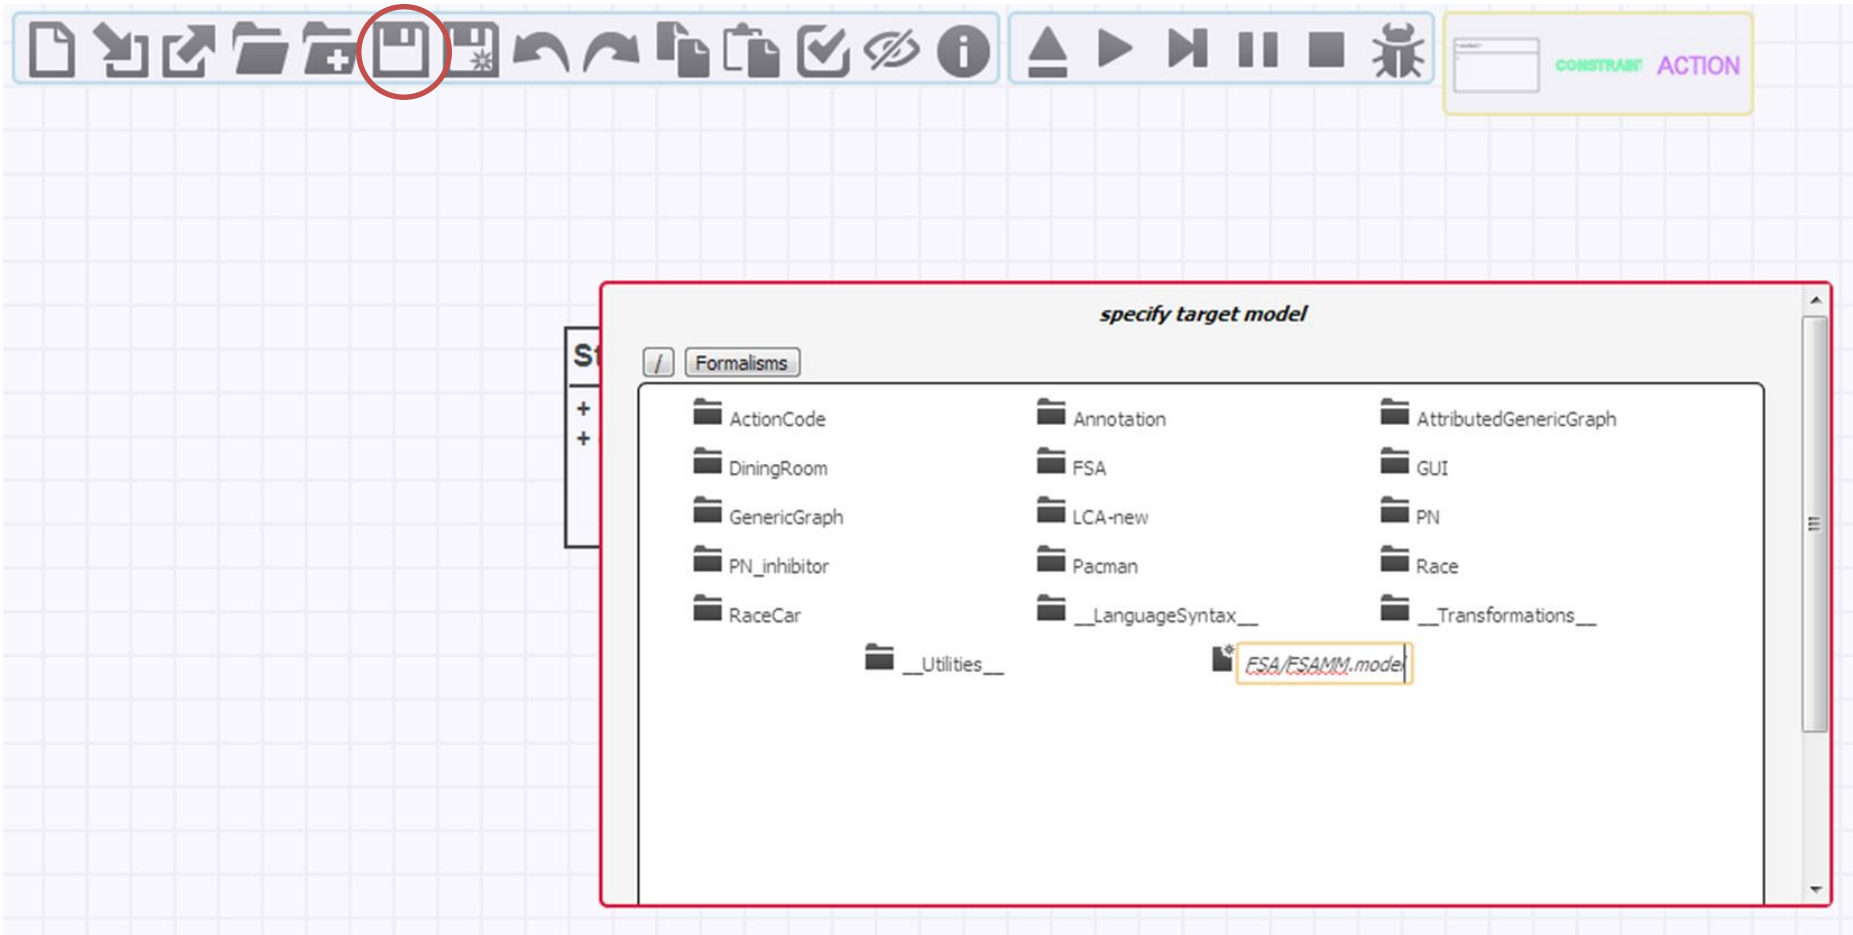 CONSTRAINT ACTION
specify target model
St
/ Formalisms
+ ActionCode Annotation AttributedGenericGraph
+ DiningRoom FSA GUI
GenericGraph LCA-new PN
PN_inhibitor Pacman Race
RaceCar __LanguageSyntax__ __Transformations__
__Utilities__ FSA/FSAMM.model